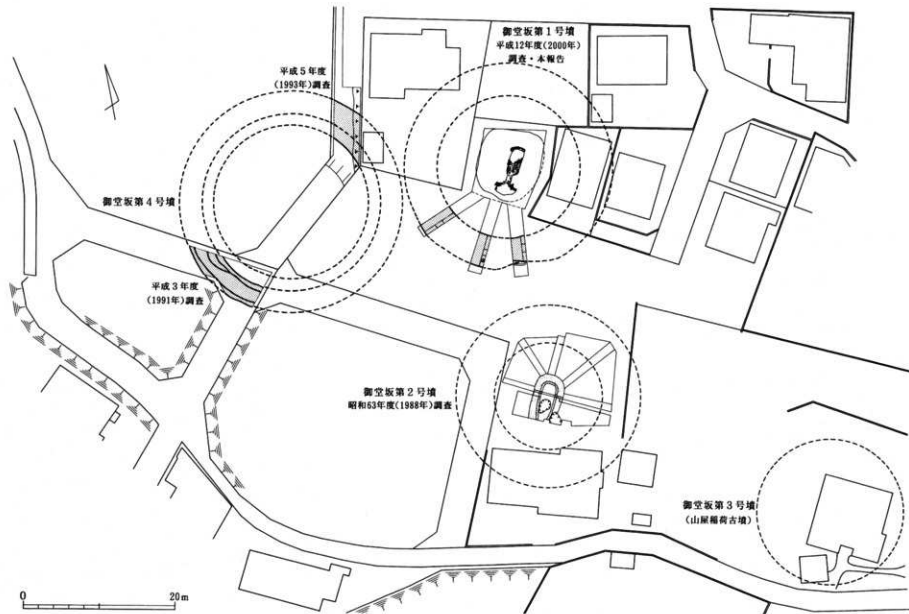 御堂坂第1号墳
平成12年度(2000年)
調査・本報告
平成5年度
(1993年)調査
御堂坂第4号墳
平成3年度
(1991年)調査
御堂坂第2号墳
昭和63年度(1988年)調査
御堂坂第3号墳
(山屋稲荷古墳)
0 20m